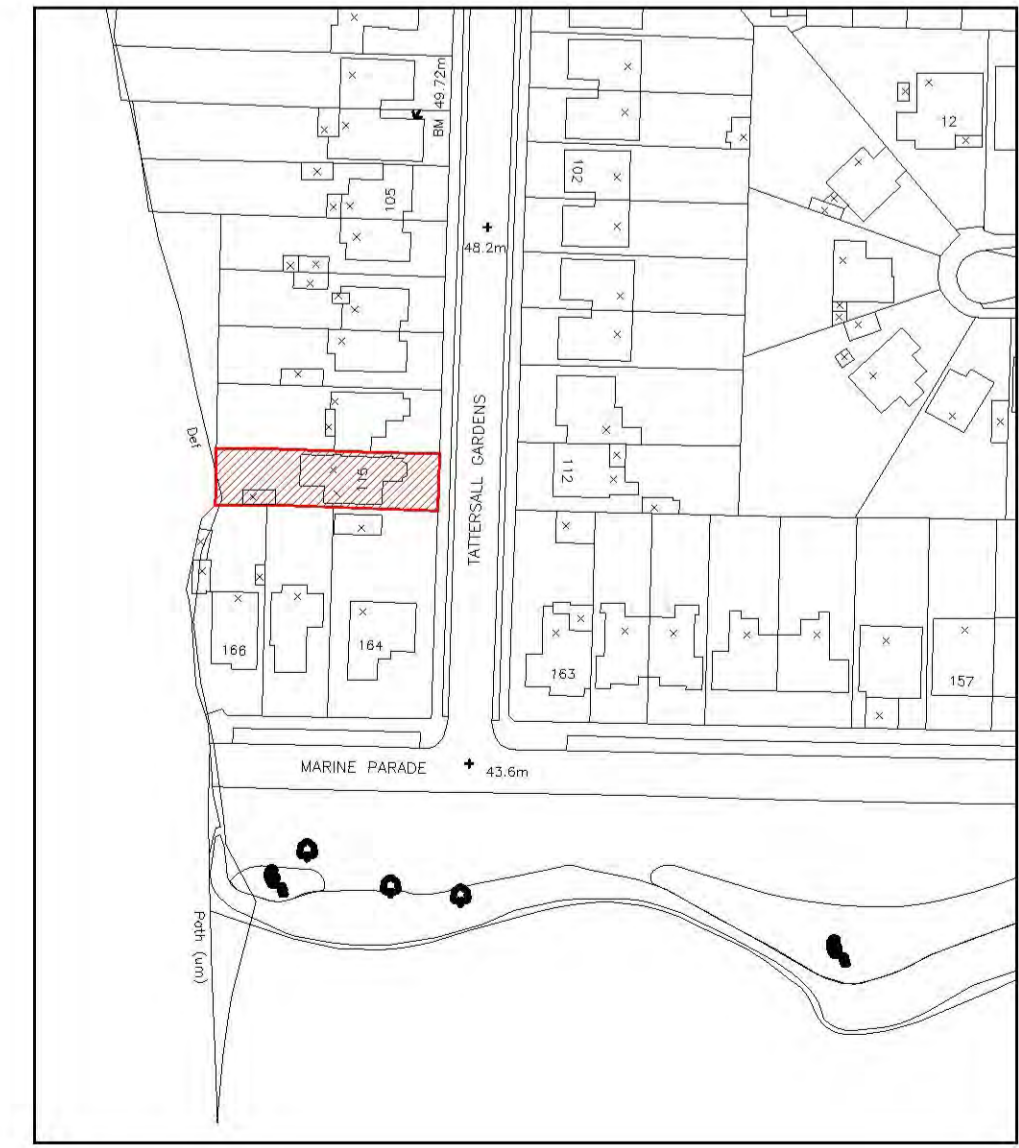 BM 49.72m
12
102
105
48.2m
TATTERSALL GARDENS
Def
115
112
166
164
163
157
MARINE PARADE
43.6m
Path (um)